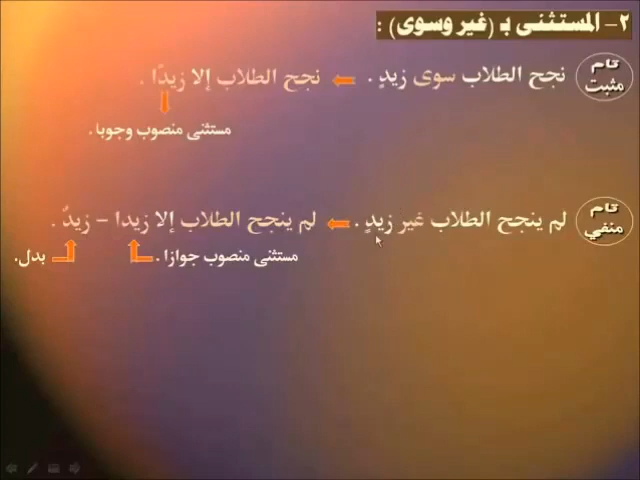 ٢- المستثنى بـ (غير وسوى) :
تام مثبت نجح الطلاب سوى زيدٍ . نجح الطلاب إلا زيدًا .
مستثنى منصوب وجوبا .
تام منفي لم ينجح الطلاب غير زيدٍ . لم ينجح الطلاب إلا زيدا – زيدٌ .
مستثنى منصوب جوازا . بدل.